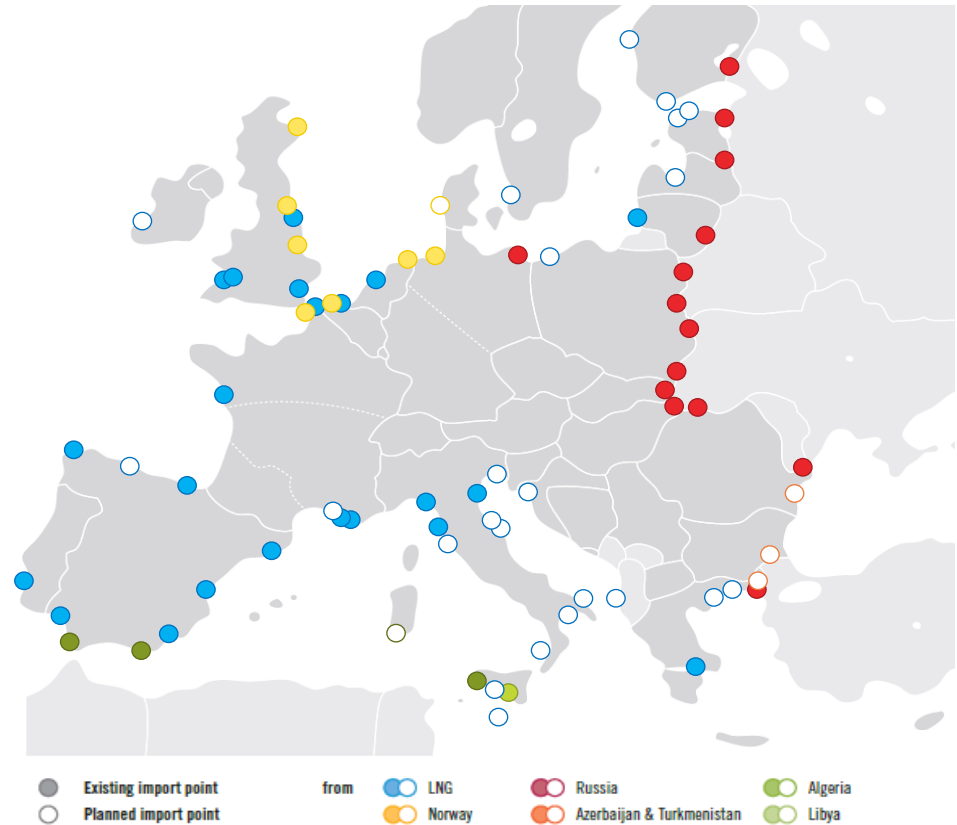 Existing import point from LNG Russia Algeria
Planned import point Norway Azerbaijan & Turkmenistan Libya